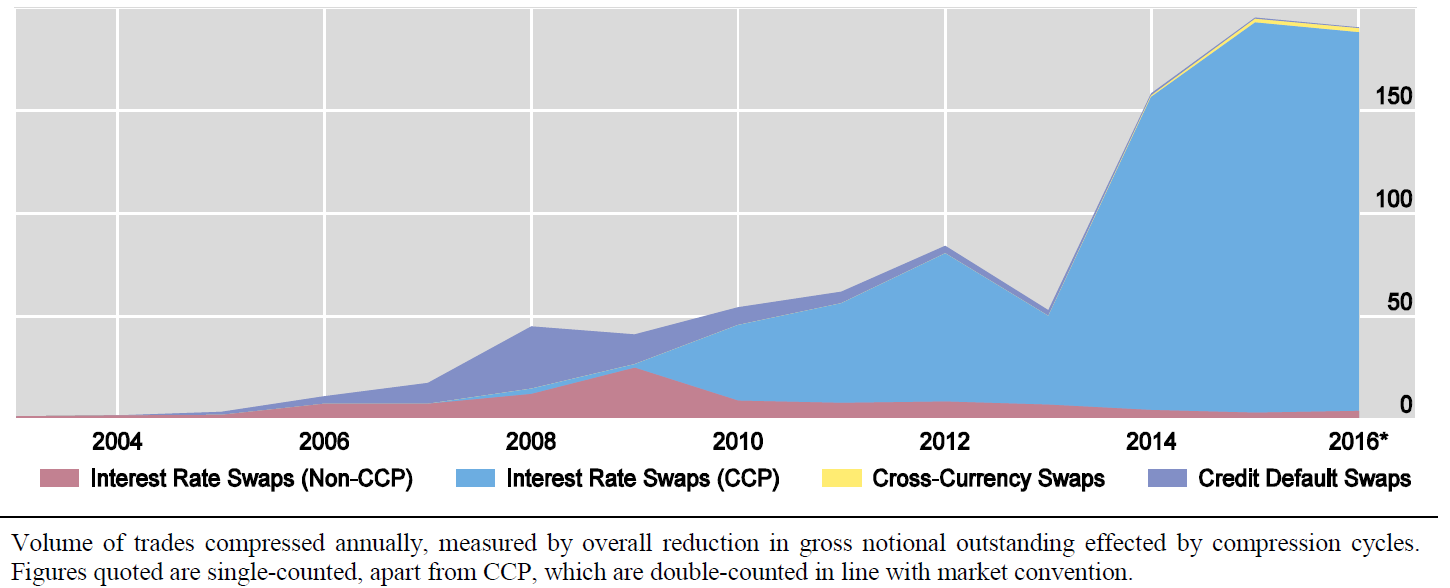 150
100
50
0
2004 2006 2008 2010 2012 2014 2016*
Interest Rate Swaps (Non-CCP) Interest Rate Swaps (CCP) Cross-Currency Swaps Credit Default Swaps
Volume of trades compressed annually, measured by overall reduction in gross notional outstanding effected by compression cycles.
Figures quoted are single-counted, apart from CCP, which are double-counted in line with market convention.